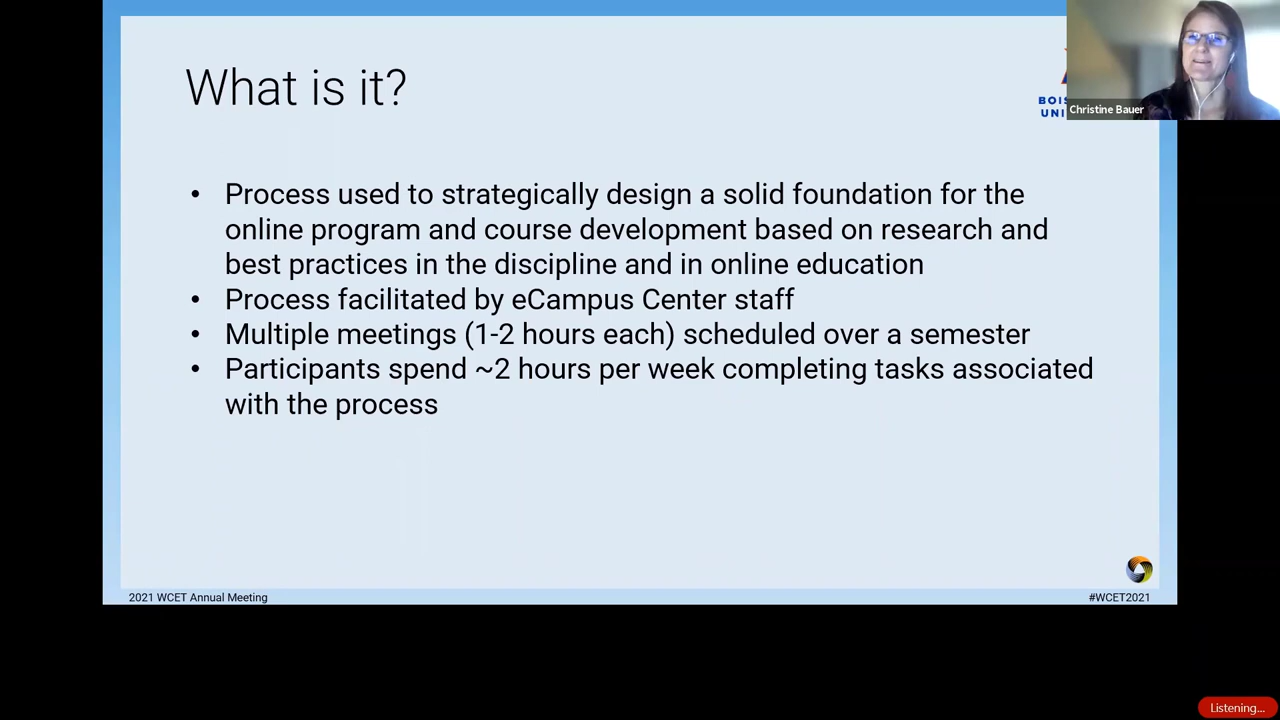 What is it?
Christine Bauer
• Process used to strategically design a solid foundation for the
online program and course development based on research and
best practices in the discipline and in online education
• Process facilitated by eCampus Center staff
• Multiple meetings (1-2 hours each) scheduled over a semester
• Participants spend ~2 hours per week completing tasks associated
with the process
2021 WCET Annual Meeting
#WCET2021
Listening...